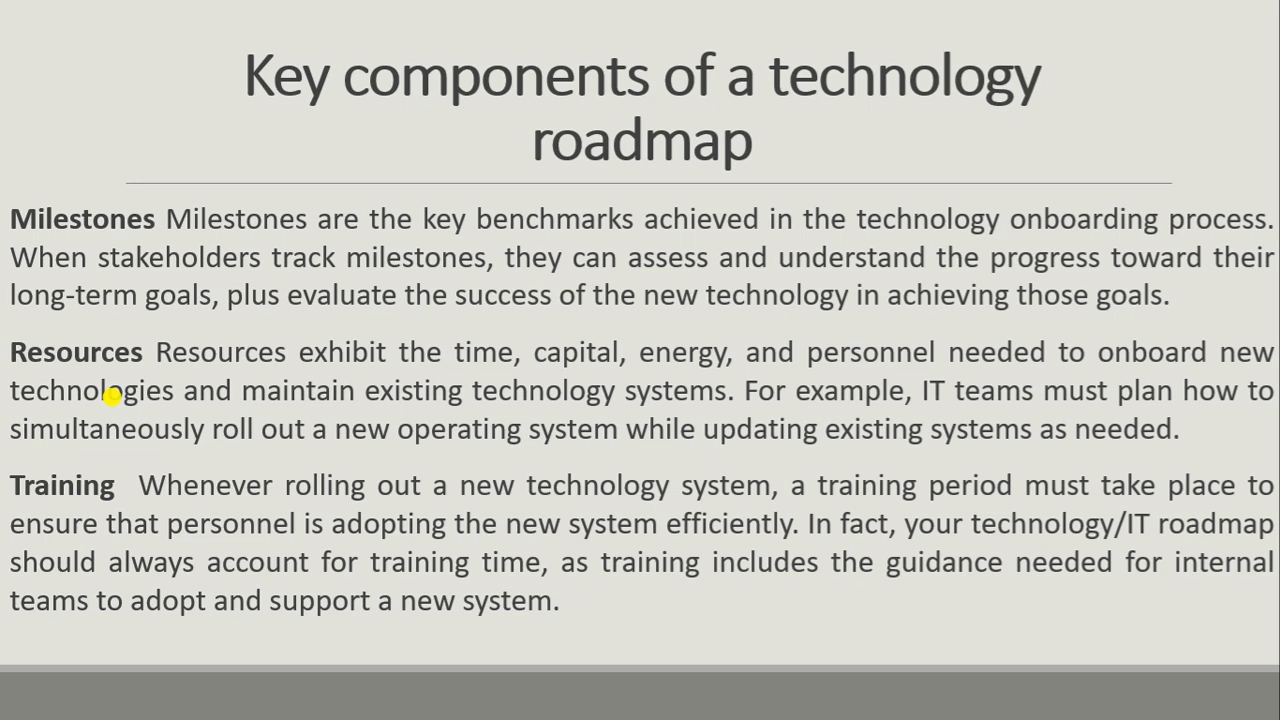 Key components of a technology
roadmap
Milestones Milestones are the key benchmarks achieved in the technology onboarding process.
When stakeholders track milestones, they can assess and understand the progress toward their
long-term goals, plus evaluate the success of the new technology in achieving those goals.
Resources Resources exhibit the time, capital, energy, and personnel needed to onboard new
technologies and maintain existing technology systems. For example, IT teams must plan how to
simultaneously roll out a new operating system while updating existing systems as needed.
Training Whenever rolling out a new technology system, a training period must take place to
ensure that personnel is adopting the new system efficiently. In fact, your technology/IT roadmap
should always account for training time, as training includes the guidance needed for internal
teams to adopt and support a new system.